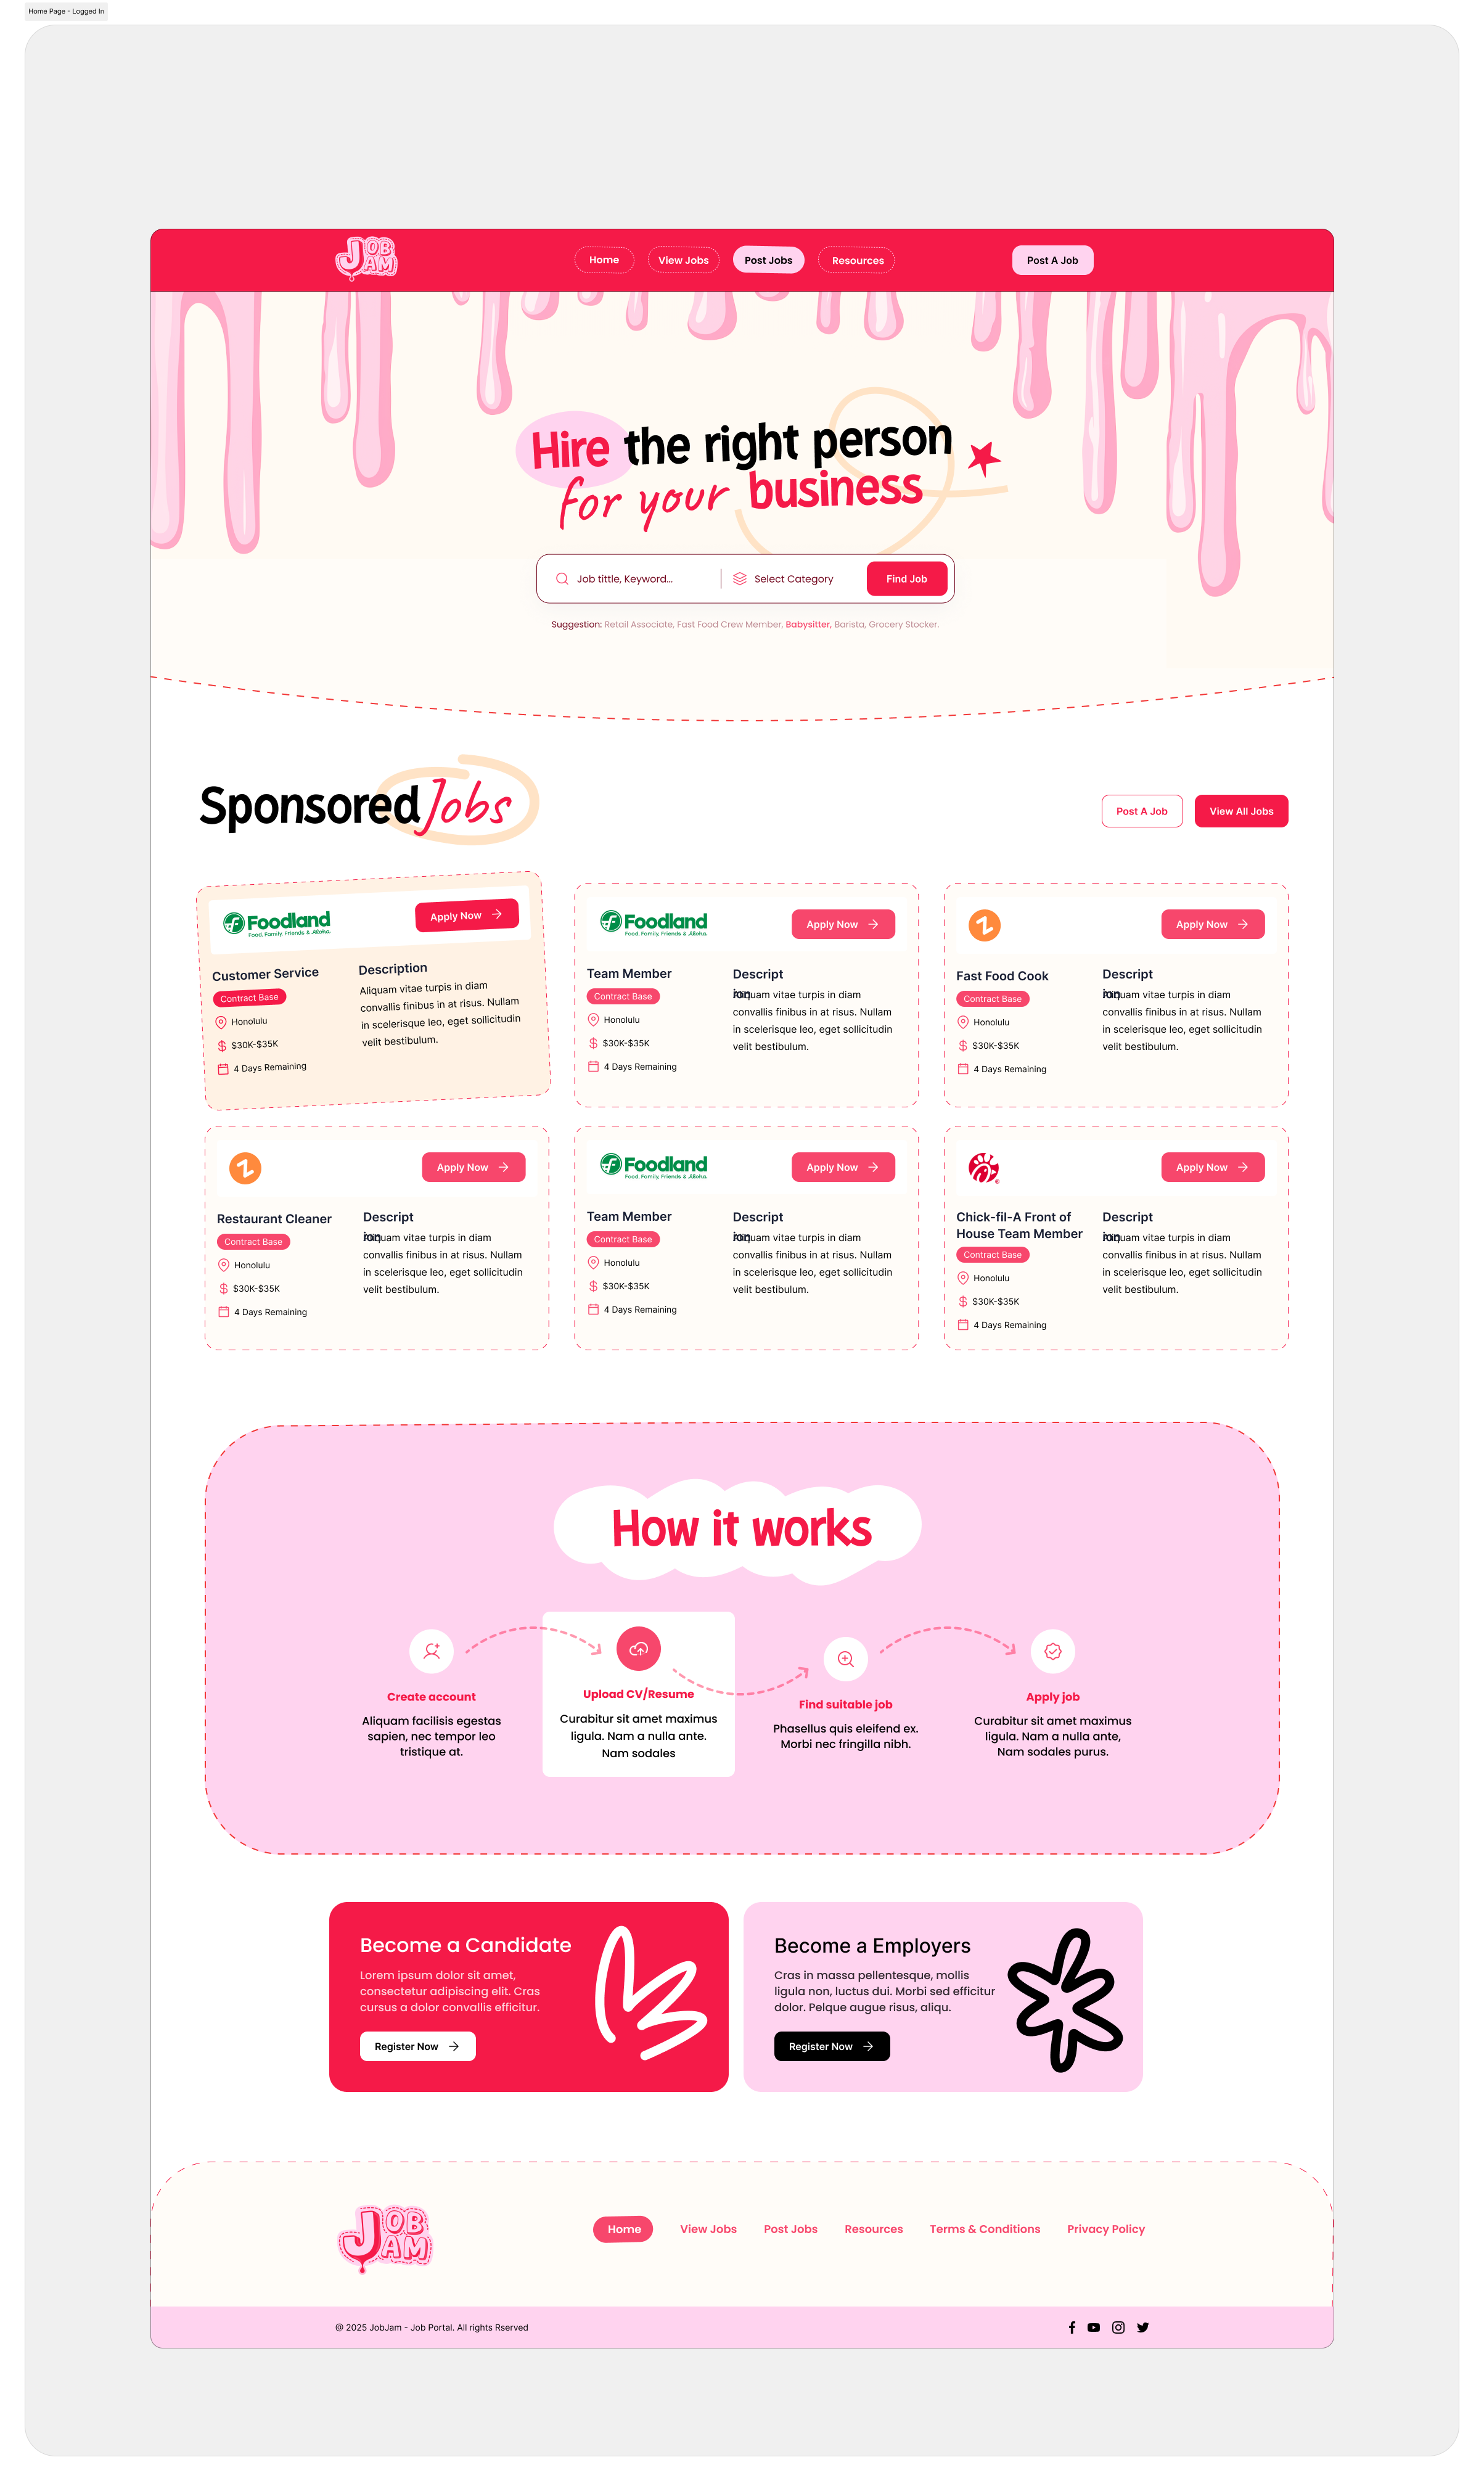 Home Page - Logged In
JOB JAM
Home
View Jobs
Post Jobs
Resources
Post A Job
Hire the right person
for your business
Job tittle, Keyword...
Select Category
Find Job
Suggestion: Retail Associate, Fast Food Crew Member, Babysitter, Barista, Grocery Stocker.
Sponsored Jobs
Post A Job
View All Jobs
Foodland
Food, Family, Friends & Aloha
Apply Now
Customer Service
Contract Base
Honolulu
$30K-$35K
4 Days Remaining
Description
Aliquam vitae turpis in diam
convallis finibus in at risus. Nullam
in scelerisque leo, eget sollicitudin
velit bestibulum.
Foodland
Food, Family, Friends & Aloha
Apply Now
Team Member
Contract Base
Honolulu
$30K-$35K
4 Days Remaining
Descript
ion
Aliquam vitae turpis in diam
convallis finibus in at risus. Nullam
in scelerisque leo, eget sollicitudin
velit bestibulum.
Apply Now
Fast Food Cook
Contract Base
Honolulu
$30K-$35K
4 Days Remaining
Descript
ion
Aliquam vitae turpis in diam
convallis finibus in at risus. Nullam
in scelerisque leo, eget sollicitudin
velit bestibulum.
Apply Now
Restaurant Cleaner
Contract Base
Honolulu
$30K-$35K
4 Days Remaining
Descript
ion
Aliquam vitae turpis in diam
convallis finibus in at risus. Nullam
in scelerisque leo, eget sollicitudin
velit bestibulum.
Foodland
Food, Family, Friends & Aloha
Apply Now
Team Member
Contract Base
Honolulu
$30K-$35K
4 Days Remaining
Descript
ion
Aliquam vitae turpis in diam
convallis finibus in at risus. Nullam
in scelerisque leo, eget sollicitudin
velit bestibulum.
Apply Now
Chick-fil-A Front of
House Team Member
Contract Base
Honolulu
$30K-$35K
4 Days Remaining
Descript
ion
Aliquam vitae turpis in diam
convallis finibus in at risus. Nullam
in scelerisque leo, eget sollicitudin
velit bestibulum.
How it works
Create account
Aliquam facilisis egestas
sapien, nec tempor leo
tristique at.
Upload CV/Resume
Curabitur sit amet maximus
ligula. Nam a nulla ante.
Nam sodales
Find suitable job
Phasellus quis eleifend ex.
Morbi nec fringilla nibh.
Apply job
Curabitur sit amet maximus
ligula. Nam a nulla ante,
Nam sodales purus.
Become a Candidate
Lorem ipsum dolor sit amet,
consectetur adipiscing elit. Cras
cursus a dolor convallis efficitur.
Register Now
Become a Employers
Cras in massa pellentesque, mollis
ligula non, luctus dui. Morbi sed efficitur
dolor. Pelque augue risus, aliqu.
Register Now
JOB JAM
Home
View Jobs
Post Jobs
Resources
Terms & Conditions
Privacy Policy
@ 2025 JobJam - Job Portal. All rights Rserved